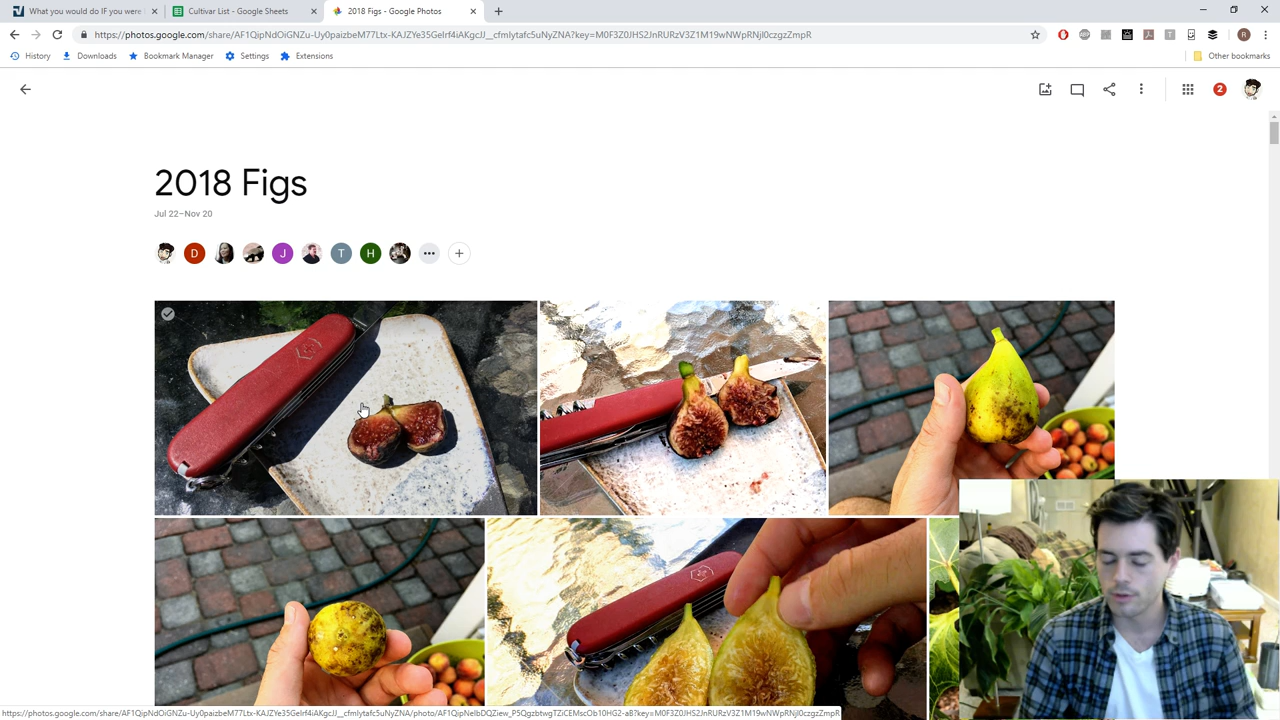 What you would do IF you were
Cultivar List - Google Sheets
2018 Figs - Google Photos
History
Downloads
Bookmark Manager
Settings
Extensions
Other bookmarks
R
2
2018 Figs
Jul 22–Nov 20
D
J
T
H